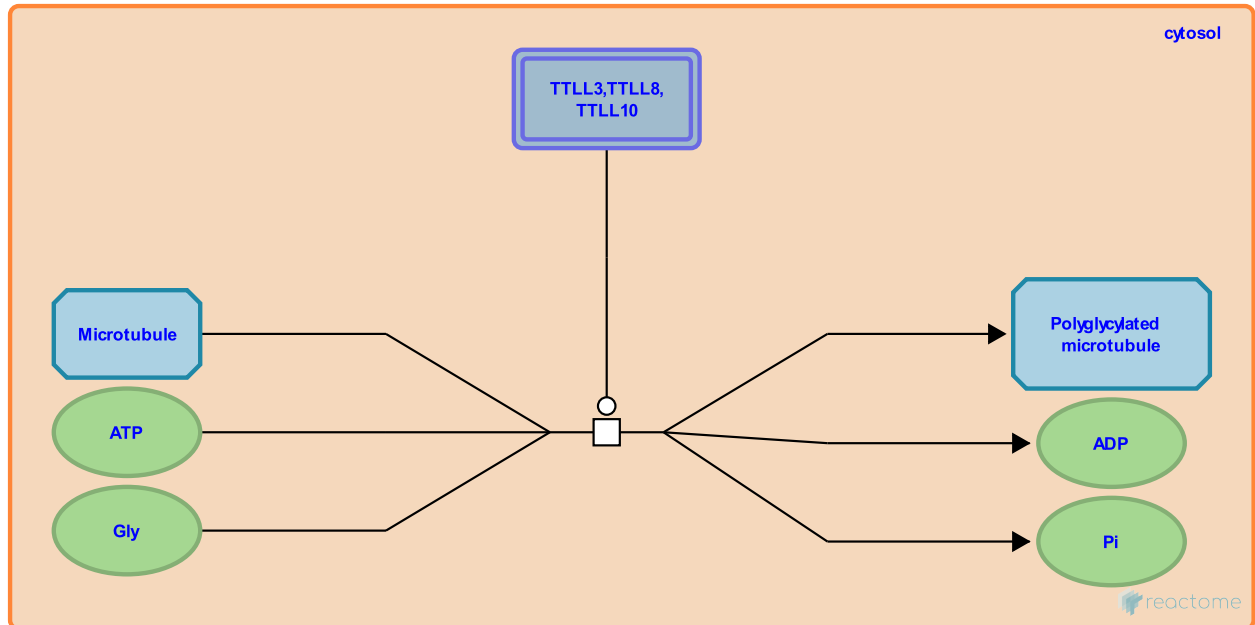 cytosol
TTLL3,TTLL8,
TTLL10
Microtubule
ATP
Gly
Polyglycylated
microtubule
ADP
Pi
reactome